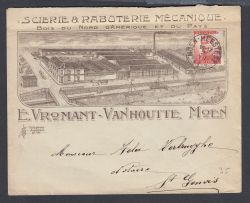 SCIERIE & RABOTERIE MÉCANIQUE.
BOIS DU NORD D'AMÉRIQUE ET DU PAYS
E. VROMANT-VANHOUTTE, MOEN
Monsieur
Notaire
St Genois